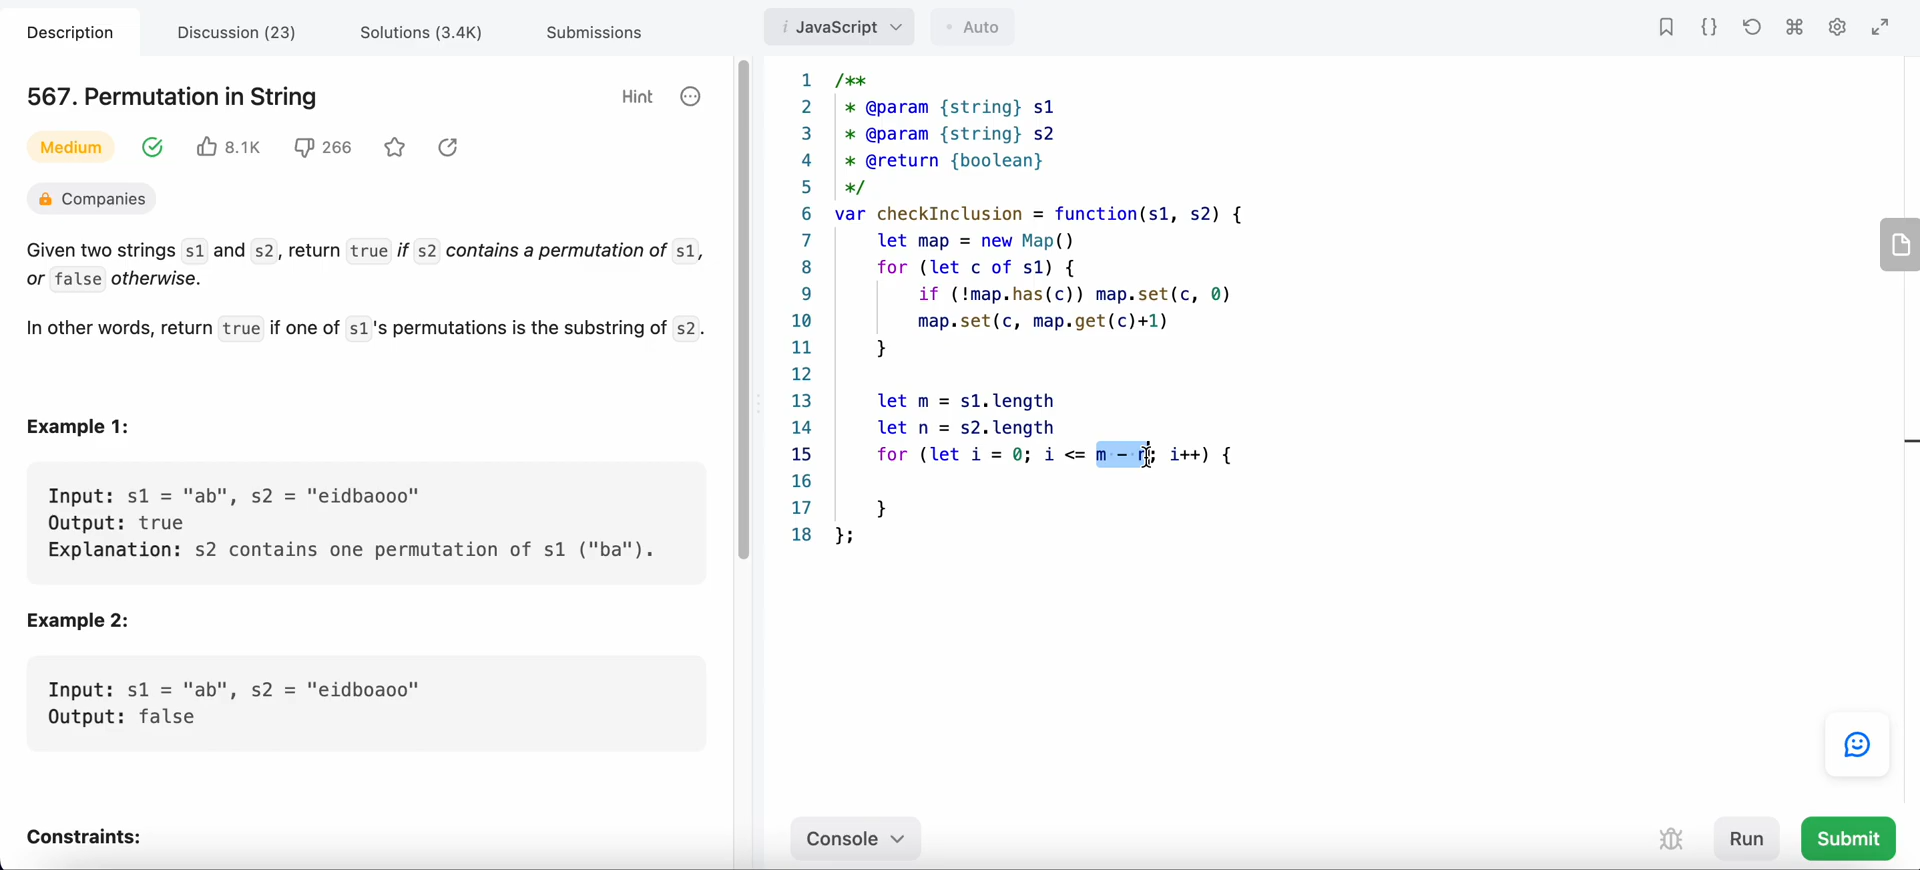 Description
Discussion (23)
Solutions (3.4K)
Submissions
i JavaScript
• Auto
567. Permutation in String
Hint
Medium
8.1K
266
Companies
Given two strings s1 and s2, return true if s2 contains a permutation of s1,
or false otherwise.
In other words, return true if one of s1's permutations is the substring of s2.
Example 1:
Input: s1 = "ab", s2 = "eidbaooo"
Output: true
Explanation: s2 contains one permutation of s1 ("ba").
Example 2:
Input: s1 = "ab", s2 = "eidboaoo"
Output: false
Constraints:
1 /**
2 * @param {string} s1
3 * @param {string} s2
4 * @return {boolean}
5 */
6 var checkInclusion = function(s1, s2) {
7 let map = new Map()
8 for (let c of s1) {
9 if (!map.has(c)) map.set(c, 0)
10 map.set(c, map.get(c)+1)
11 }
12
13 let m = s1.length
14 let n = s2.length
15 for (let i = 0; i <= m - ; i++) {
16
17 }
18 };
Console
Run
Submit